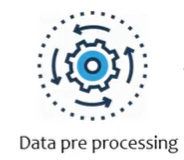 Data pre processing